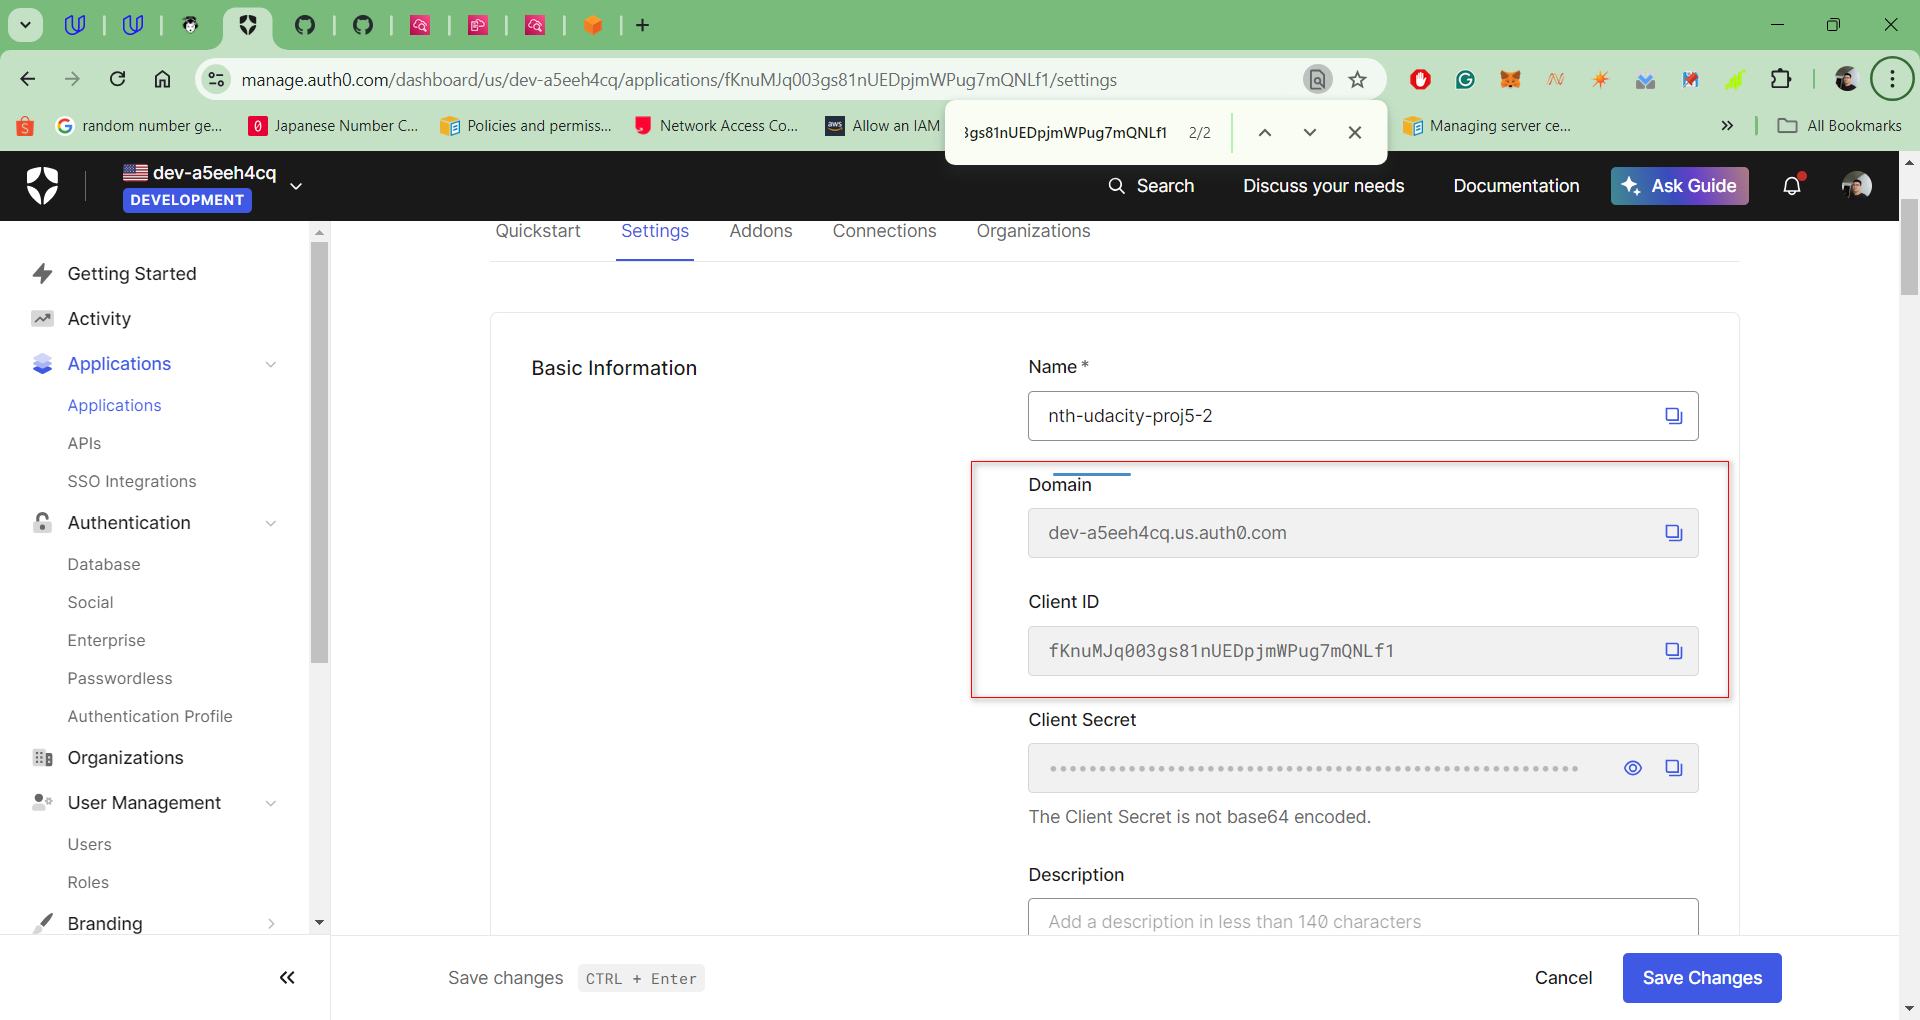 manage.auth0.com/dashboard/us/dev-a5eeh4cq/applications/fKnuMJq003gs81nUEDpjmWPug7mQNLf1/settings
random number ge...
Japanese Number C...
Policies and permiss...
Network Access Co...
aws
Allow an IAM
3gs81nUEDpjmWPug7mQNLf1
2/2
Managing server ce...
All Bookmarks
dev-a5eeh4cq
DEVELOPMENT
Search
Discuss your needs
Documentation
Ask Guide
Quickstart
Settings
Addons
Connections
Organizations
Getting Started
Activity
Applications
Applications
APIs
SSO Integrations
Authentication
Database
Social
Enterprise
Passwordless
Authentication Profile
Organizations
User Management
Users
Roles
Branding
Basic Information
Name *
nth-udacity-proj5-2
Domain
dev-a5eeh4cq.us.auth0.com
Client ID
fKnuMJq003gs81nUEDpjmWPug7mQNLf1
Client Secret
The Client Secret is not base64 encoded.
Description
Add a description in less than 140 characters
Save changes
CTRL + Enter
Cancel
Save Changes